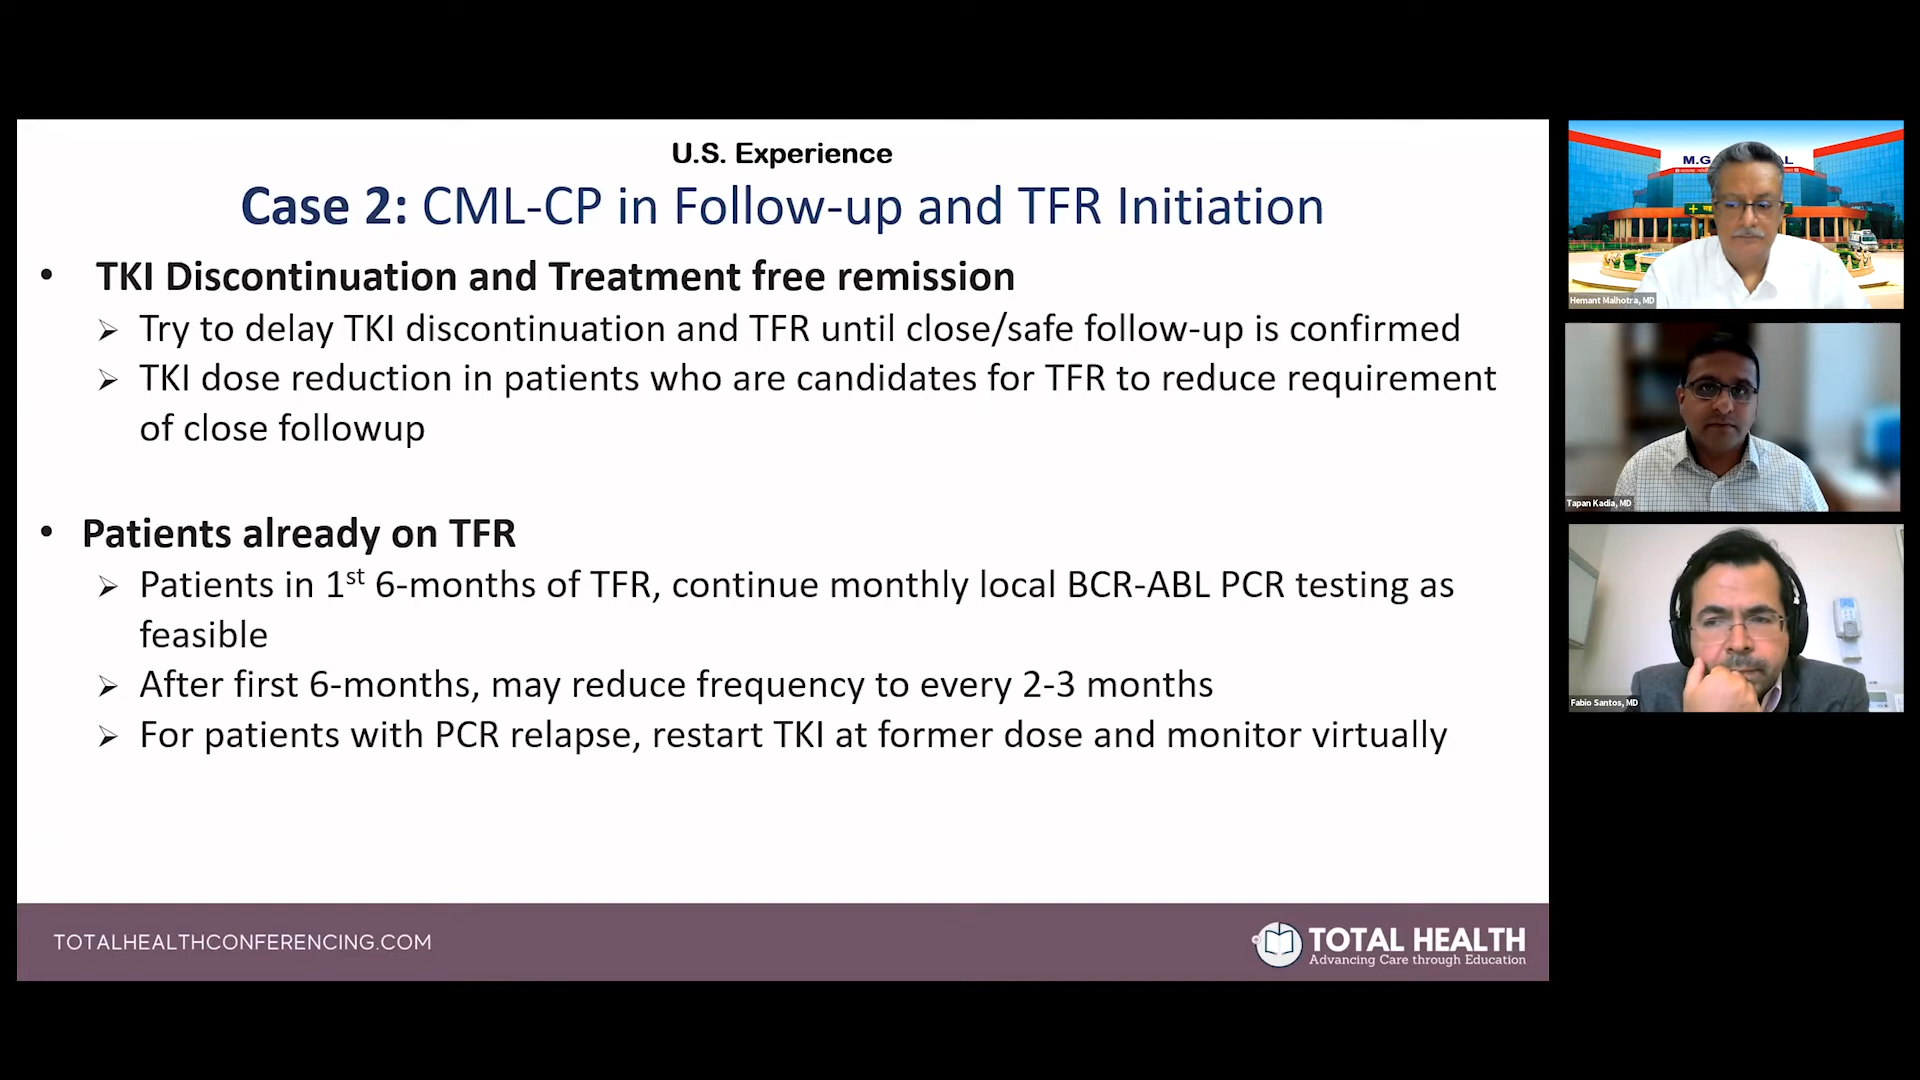 U.S. Experience
Case 2: CML-CP in Follow-up and TFR Initiation
• TKI Discontinuation and Treatment free remission
➢ Try to delay TKI discontinuation and TFR until close/safe follow-up is confirmed
➢ TKI dose reduction in patients who are candidates for TFR to reduce requirement
of close followup
• Patients already on TFR
➢ Patients in 1st 6-months of TFR, continue monthly local BCR-ABL PCR testing as
feasible
➢ After first 6-months, may reduce frequency to every 2-3 months
➢ For patients with PCR relapse, restart TKI at former dose and monitor virtually
TOTALHEALTHCONFERENCING.COM
TOTAL HEALTH
Advancing Care through Education
M.G
AL
Hemant Malhotra, MD
Tapan Kadia, MD
Fabio Santos, MD